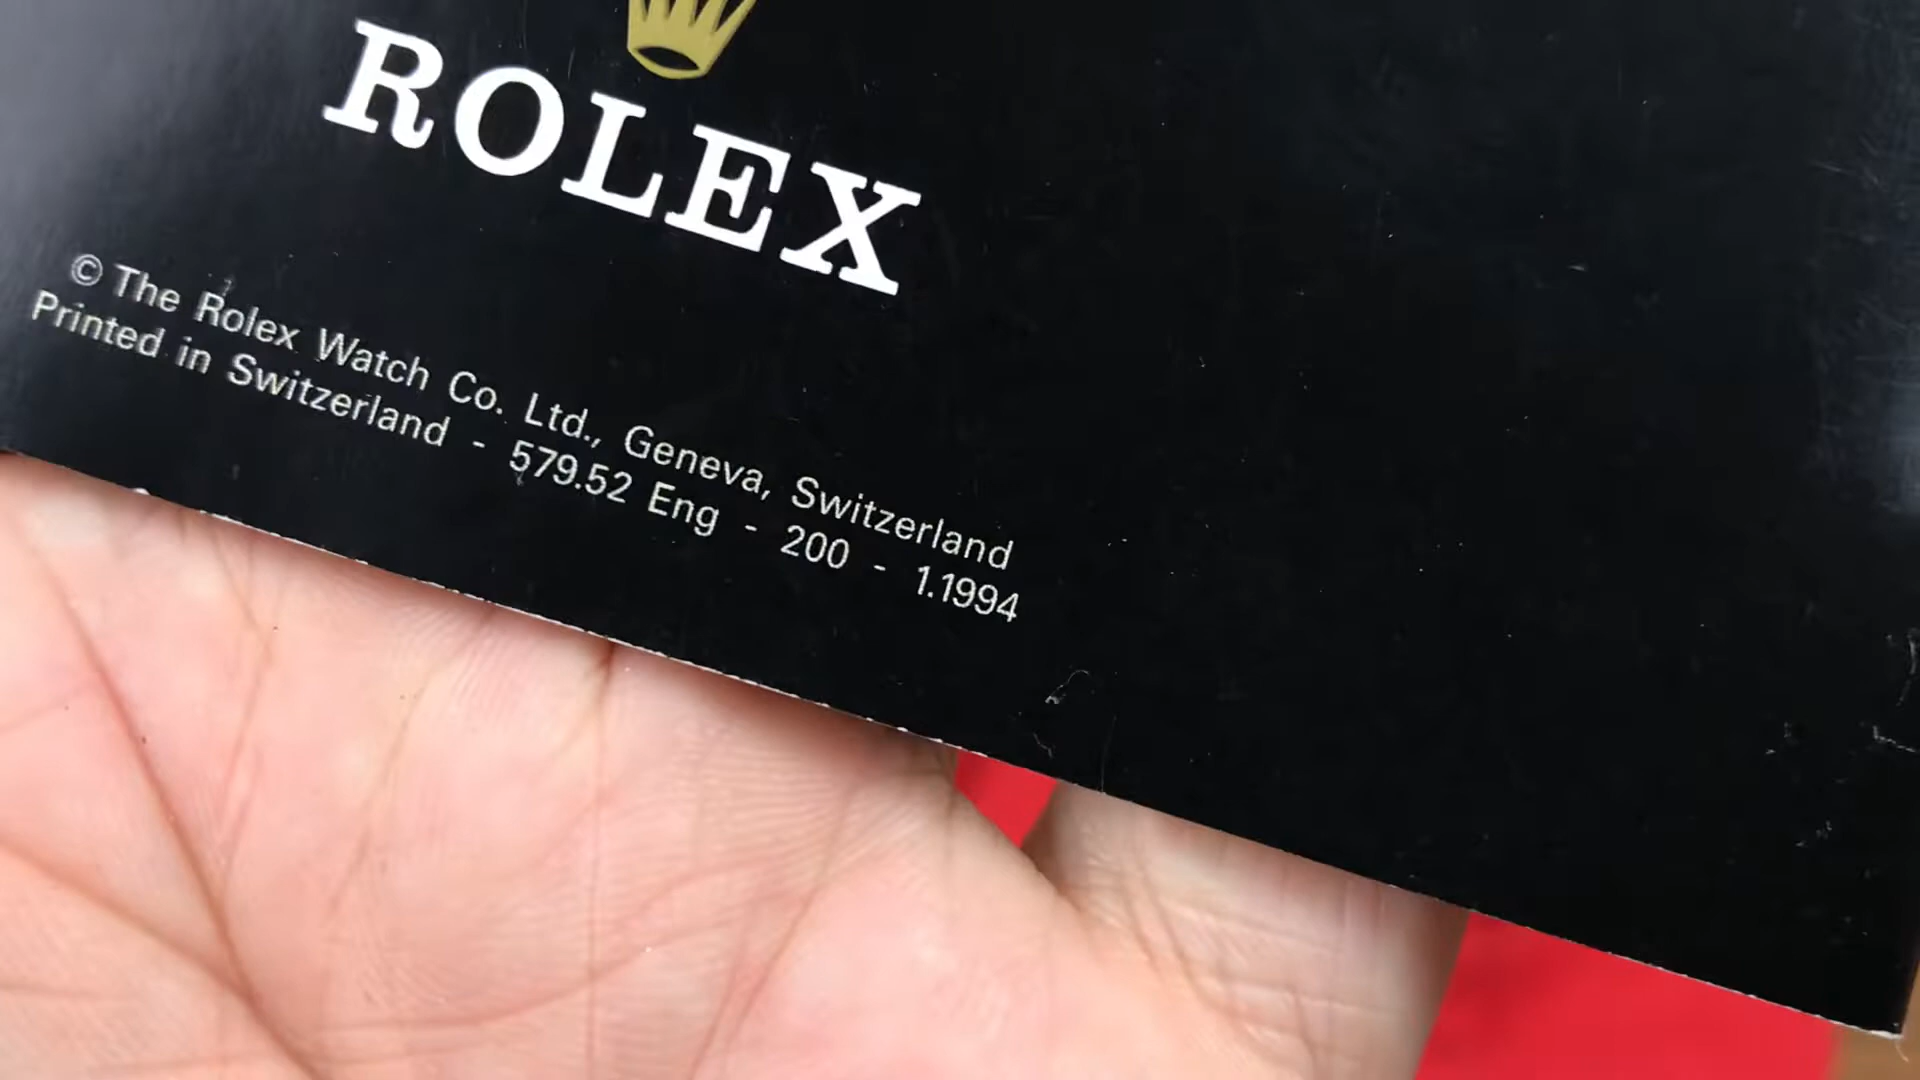 ROLEX
© The Rolex Watch Co. Ltd., Geneva, Switzerland
Printed in Switzerland - 579.52 Eng - 200 - 1.1994